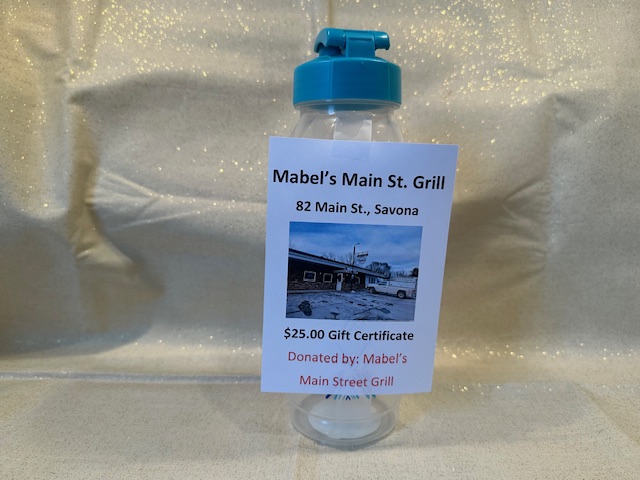 Mabel's Main St. Grill
82 Main St., Savona
$25.00 Gift Certificate
Donated by: Mabel's
Main Street Grill